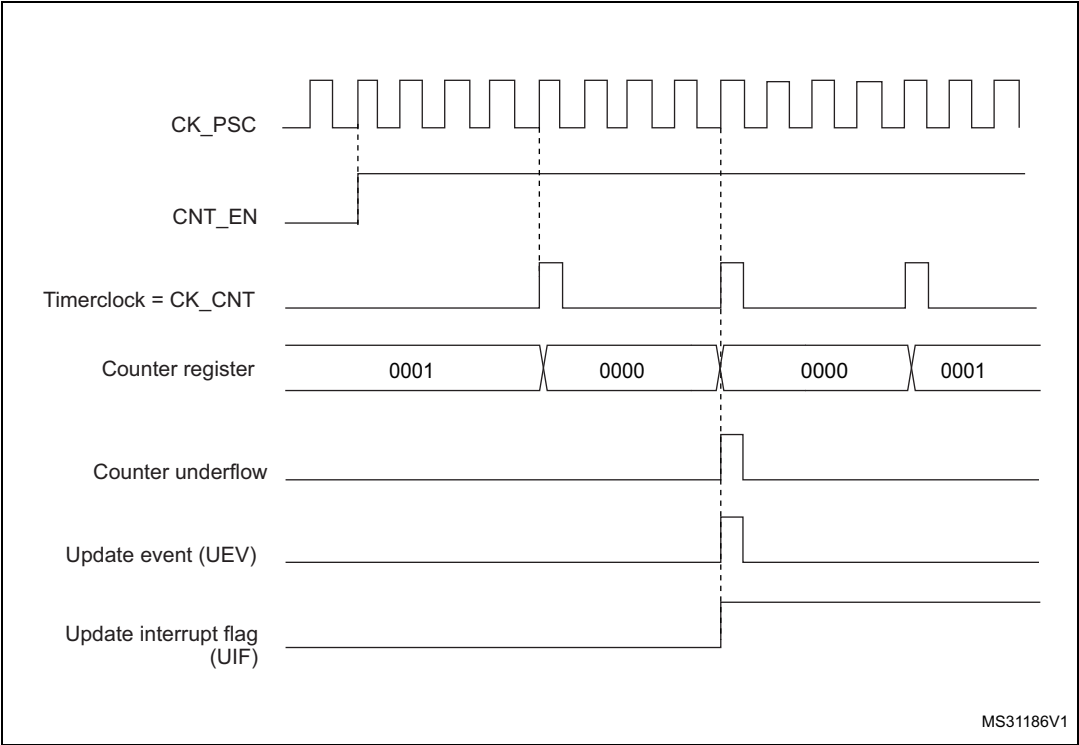 CK_PSC
CNT_EN
Timerclock = CK_CNT
Counter register
0001 0000 0000 0001
Counter underflow
Update event (UEV)
Update interrupt flag
(UIF)
MS31186V1